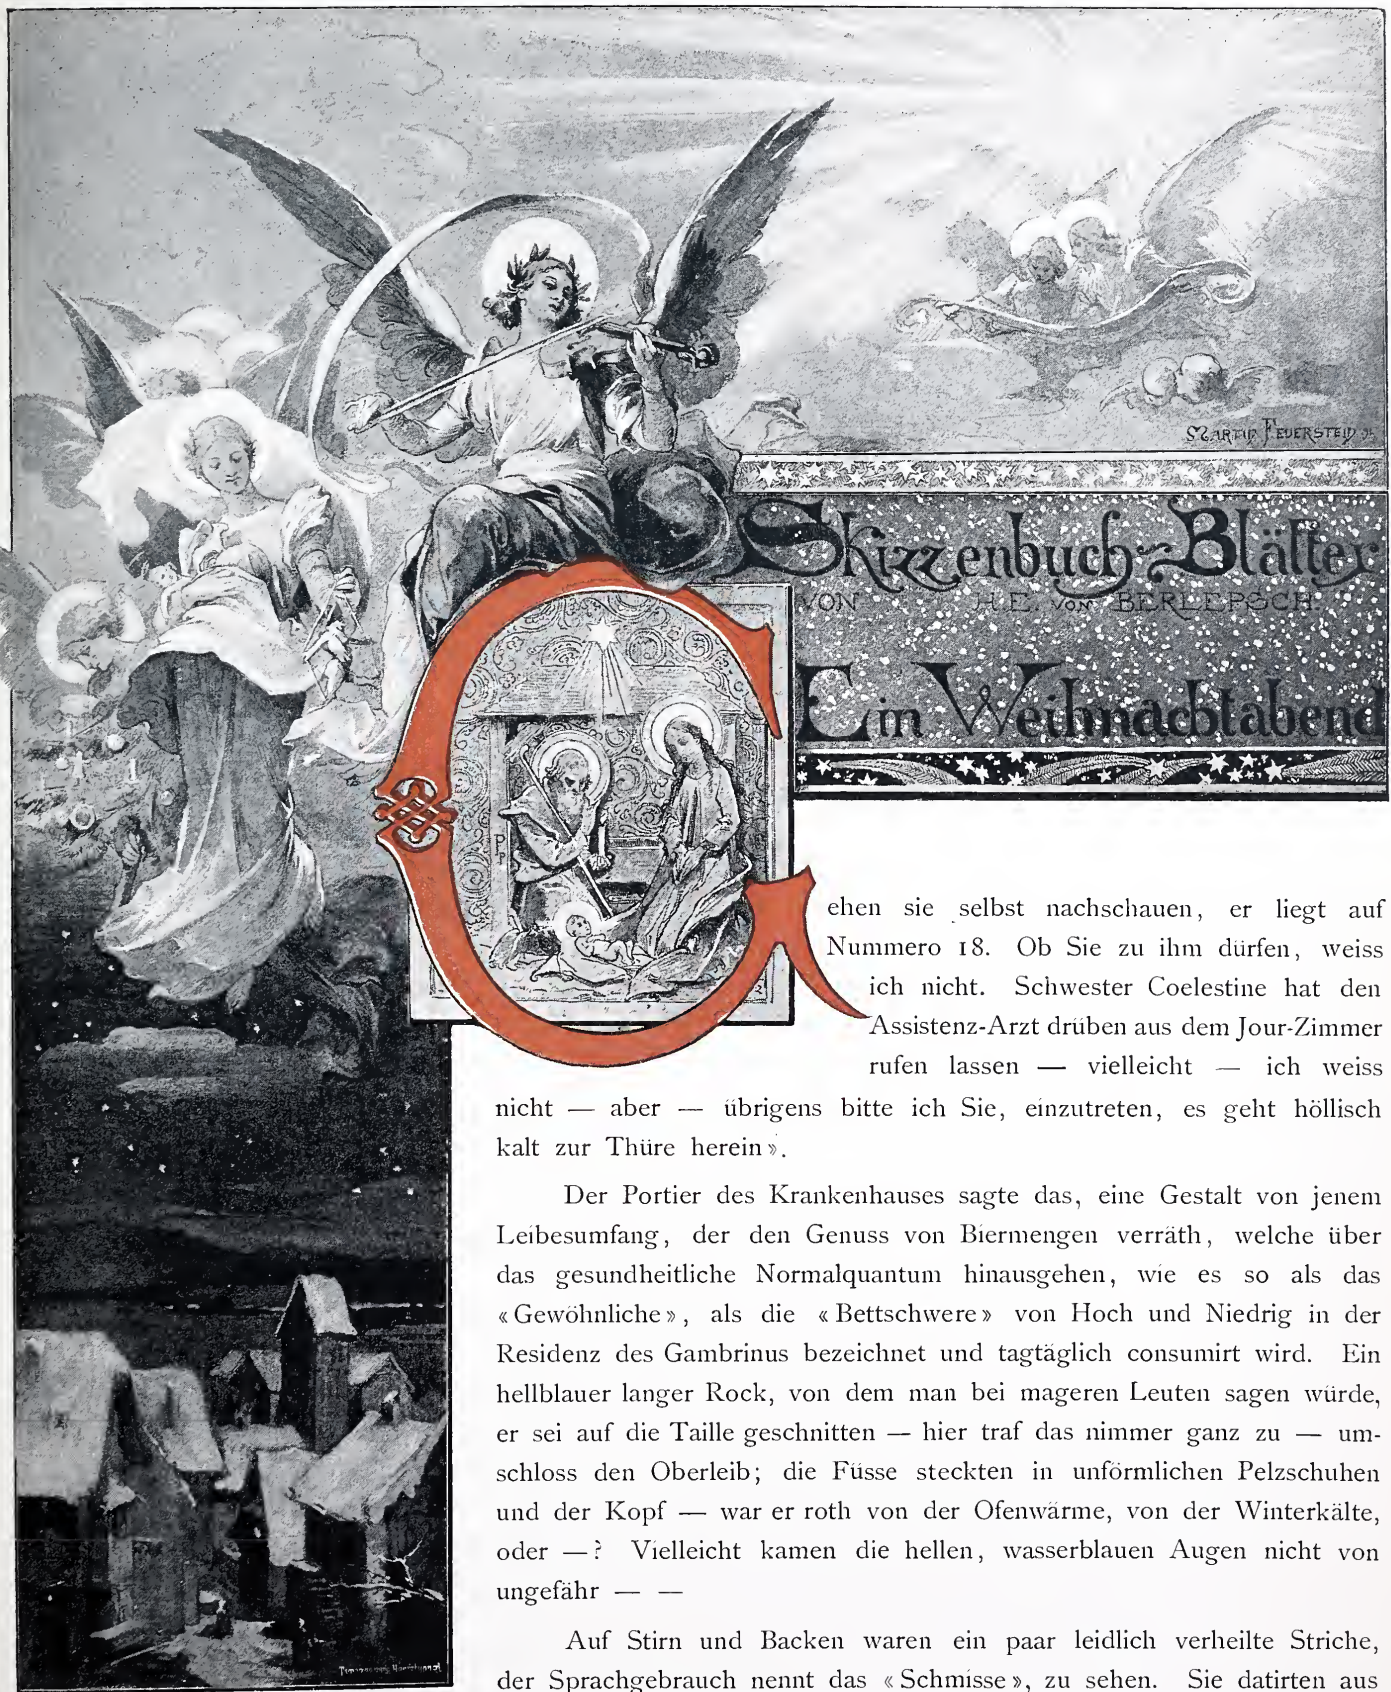 MARTIN FEUERSTEIN
Skizzenbuch-Blätter
VON H. E. VON BERLEPSCH.
Ein Weihnachtabend
Gehen sie selbst nachschauen, er liegt auf
Nummero 18. Ob Sie zu ihm dürfen, weiss
ich nicht. Schwester Coelestine hat den
Assistenz-Arzt drüben aus dem Jour-Zimmer
rufen lassen — vielleicht — ich weiss
nicht — aber — übrigens bitte ich Sie, einzutreten, es geht höllisch
kalt zur Thüre herein».
Der Portier des Krankenhauses sagte das, eine Gestalt von jenem
Leibesumfang, der den Genuss von Biermengen verräth, welche über
das gesundheitliche Normalquantum hinausgehen, wie es so als das
«Gewöhnliche», als die «Bettschwere» von Hoch und Niedrig in der
Residenz des Gambrinus bezeichnet und tagtäglich consumirt wird. Ein
hellblauer langer Rock, von dem man bei mageren Leuten sagen würde,
er sei auf die Taille geschnitten — hier traf das nimmer ganz zu — um-
schloss den Oberleib; die Füsse steckten in unförmlichen Pelzschuhen
und der Kopf — war er roth von der Ofenwärme, von der Winterkälte,
oder —? Vielleicht kamen die hellen, wasserblauen Augen nicht von
ungefähr — —
Auf Stirn und Backen waren ein paar leidlich verheilte Striche,
der Sprachgebrauch nennt das «Schmisse», zu sehen. Sie datirten aus